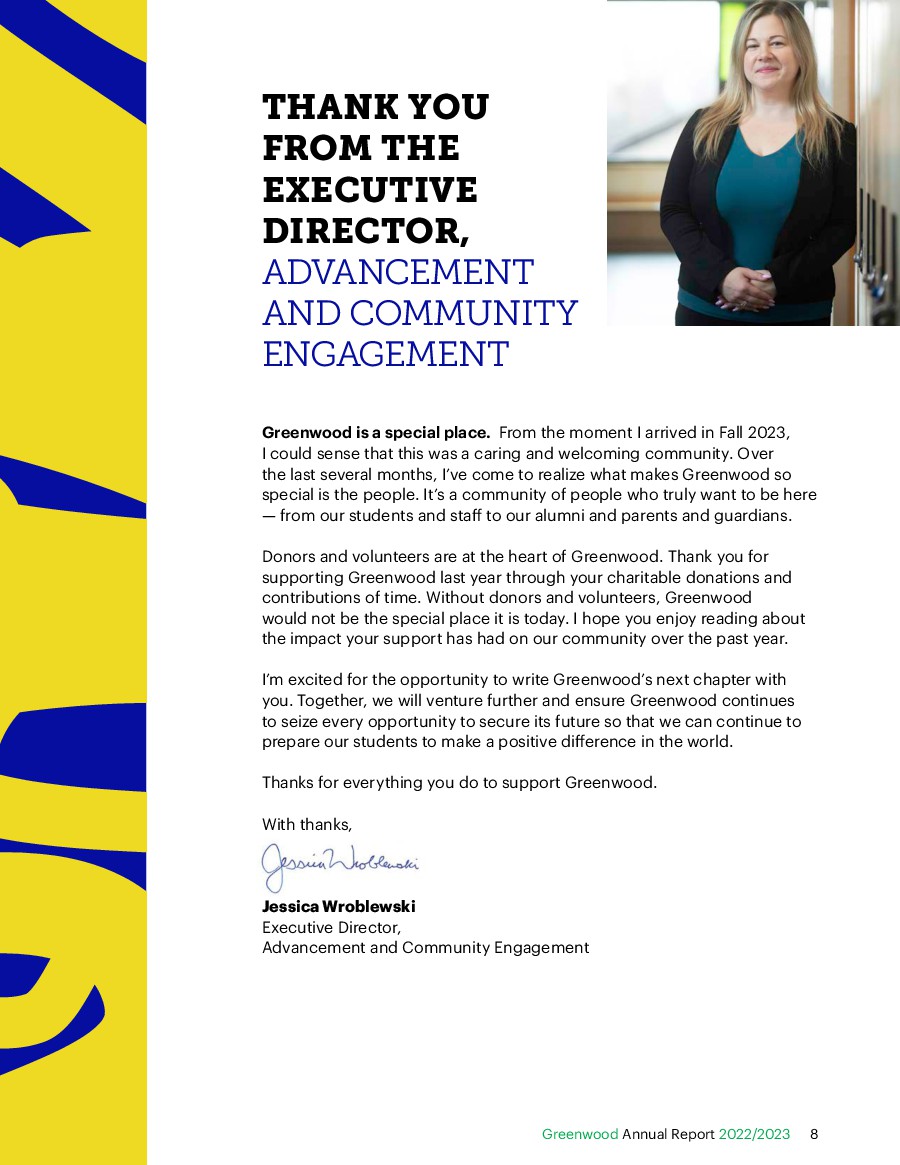 THANK YOU
FROM THE
EXECUTIVE
DIRECTOR,
ADVANCEMENT
AND COMMUNITY
ENGAGEMENT
Greenwood is a special place. From the moment I arrived in Fall 2023,
I could sense that this was a caring and welcoming community. Over
the last several months, I've come to realize what makes Greenwood so
special is the people. It's a community of people who truly want to be here
— from our students and staff to our alumni and parents and guardians.
Donors and volunteers are at the heart of Greenwood. Thank you for
supporting Greenwood last year through your charitable donations and
contributions of time. Without donors and volunteers, Greenwood
would not be the special place it is today. I hope you enjoy reading about
the impact your support has had on our community over the past year.
I'm excited for the opportunity to write Greenwood's next chapter with
you. Together, we will venture further and ensure Greenwood continues
to seize every opportunity to secure its future so that we can continue to
prepare our students to make a positive difference in the world.
Thanks for everything you do to support Greenwood.
With thanks,
Jessica Wroblewski
Jessica Wroblewski
Executive Director,
Advancement and Community Engagement
Greenwood Annual Report 2022/2023 8